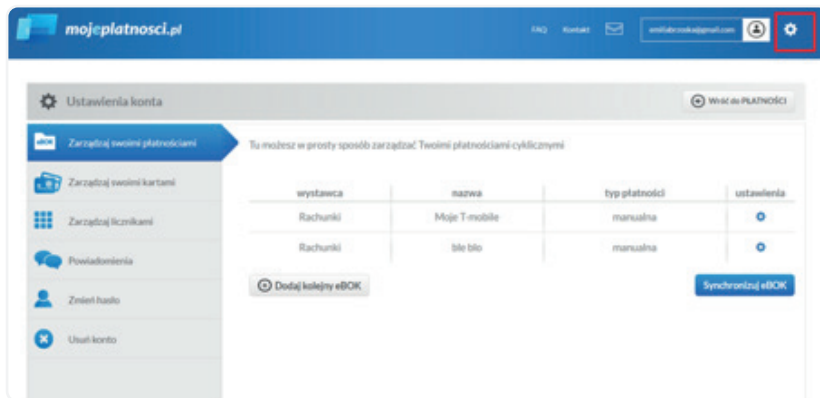 mojeplatnosci.pl
FAQ Kontakt
Ustawienia konta
Wróć do PŁATNOŚCI
eBOK Zarządzaj swoimi płatnościami
Tu możesz w prosty sposób zarządzać Twoimi płatnościami cyklicznymi
Zarządzaj swoimi kartami
wystawca nazwa typ płatności ustawienia
Rachunki Moje T-mobile manualna
Zarządzaj licznikami
Rachunki ble blo manualna
Powiadomienia
Dodaj kolejny eBOK Synchronizuj eBOK
Zmień hasło
Usuń konto